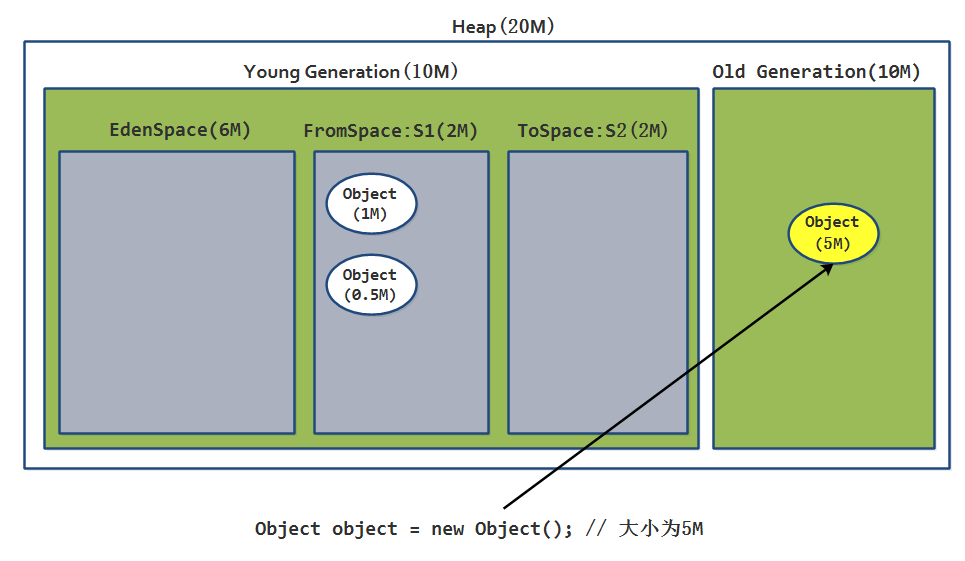 Heap(20M)
Young Generation(10M)
Old Generation(10M)
EdenSpace(6M)
FromSpace:S1(2M)
ToSpace:S2(2M)
Object
(1M)
Object
(0.5M)
Object
(5M)
Object object = new Object(); // 大小为5M